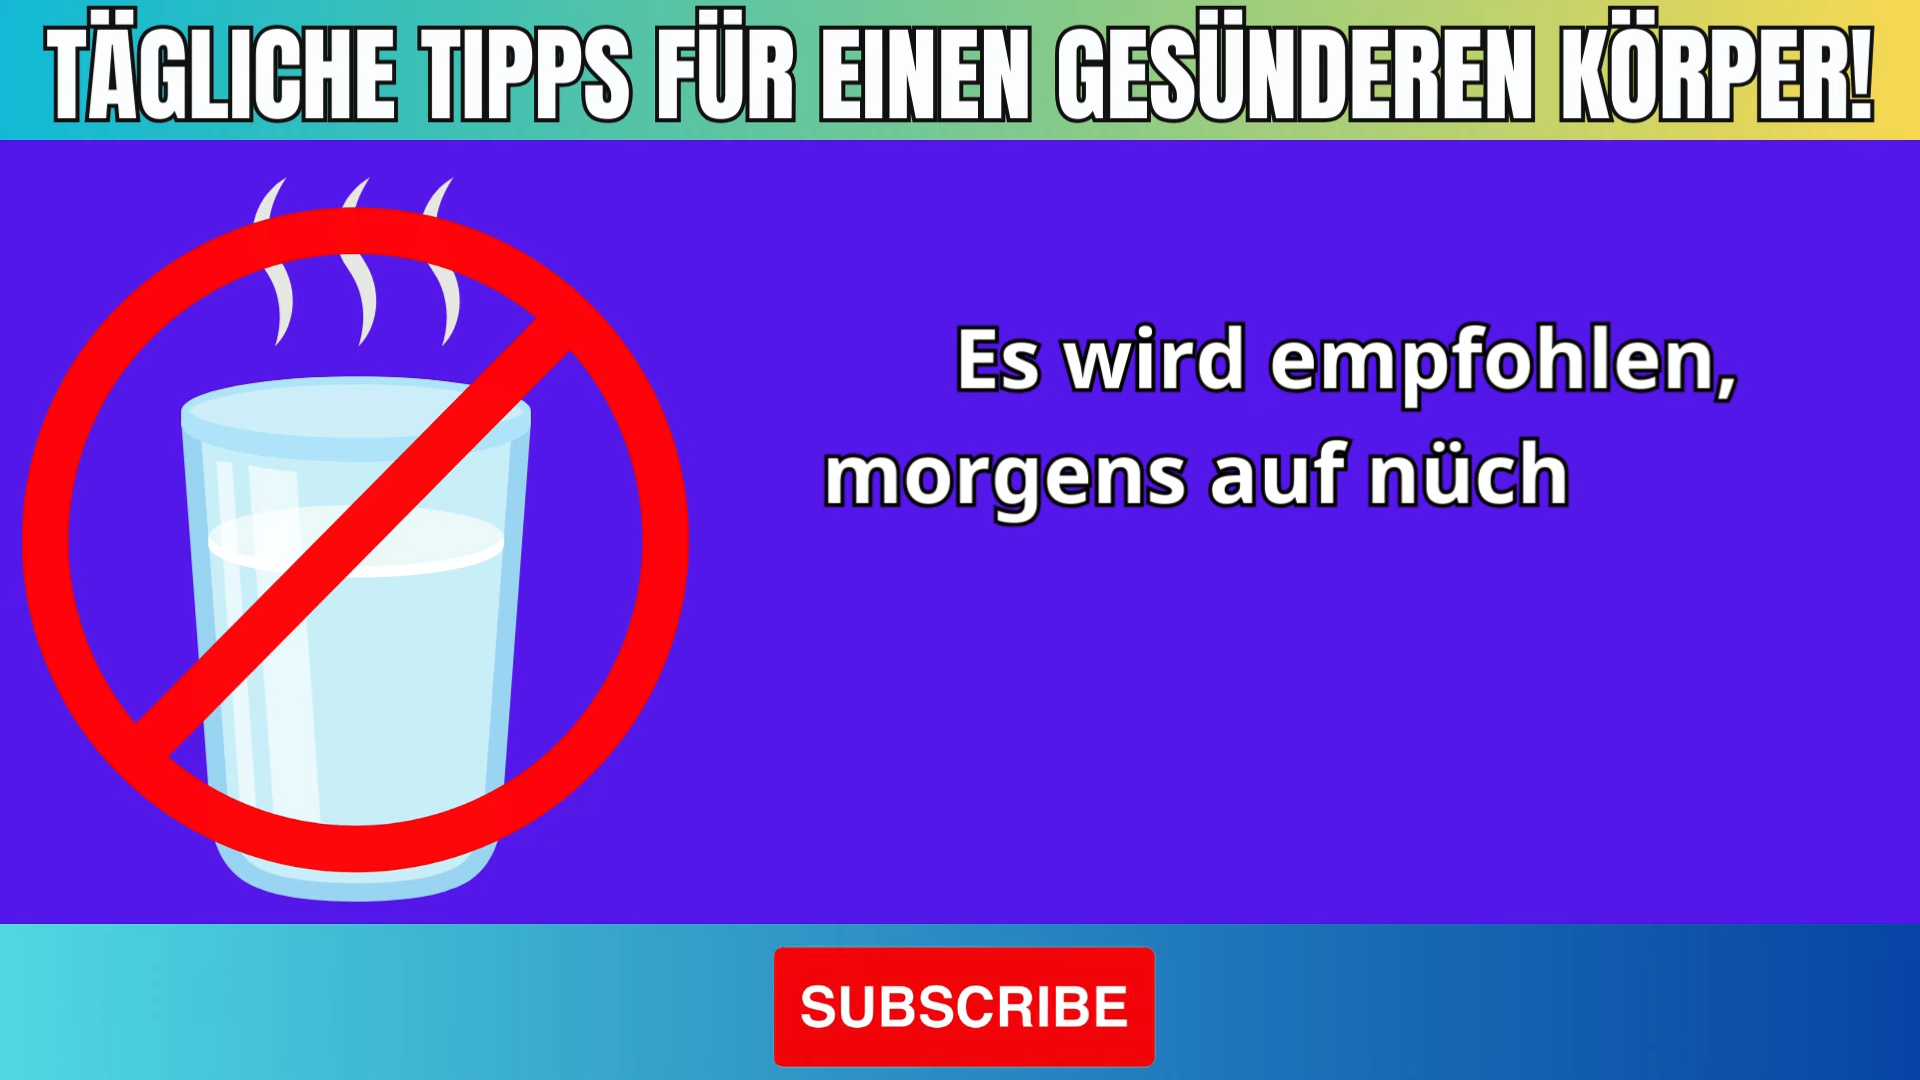 TÄGLICHE TIPPS FÜR EINEN GESÜNDEREN KÖRPER!
Es wird empfohlen,
morgens auf nüch
SUBSCRIBE